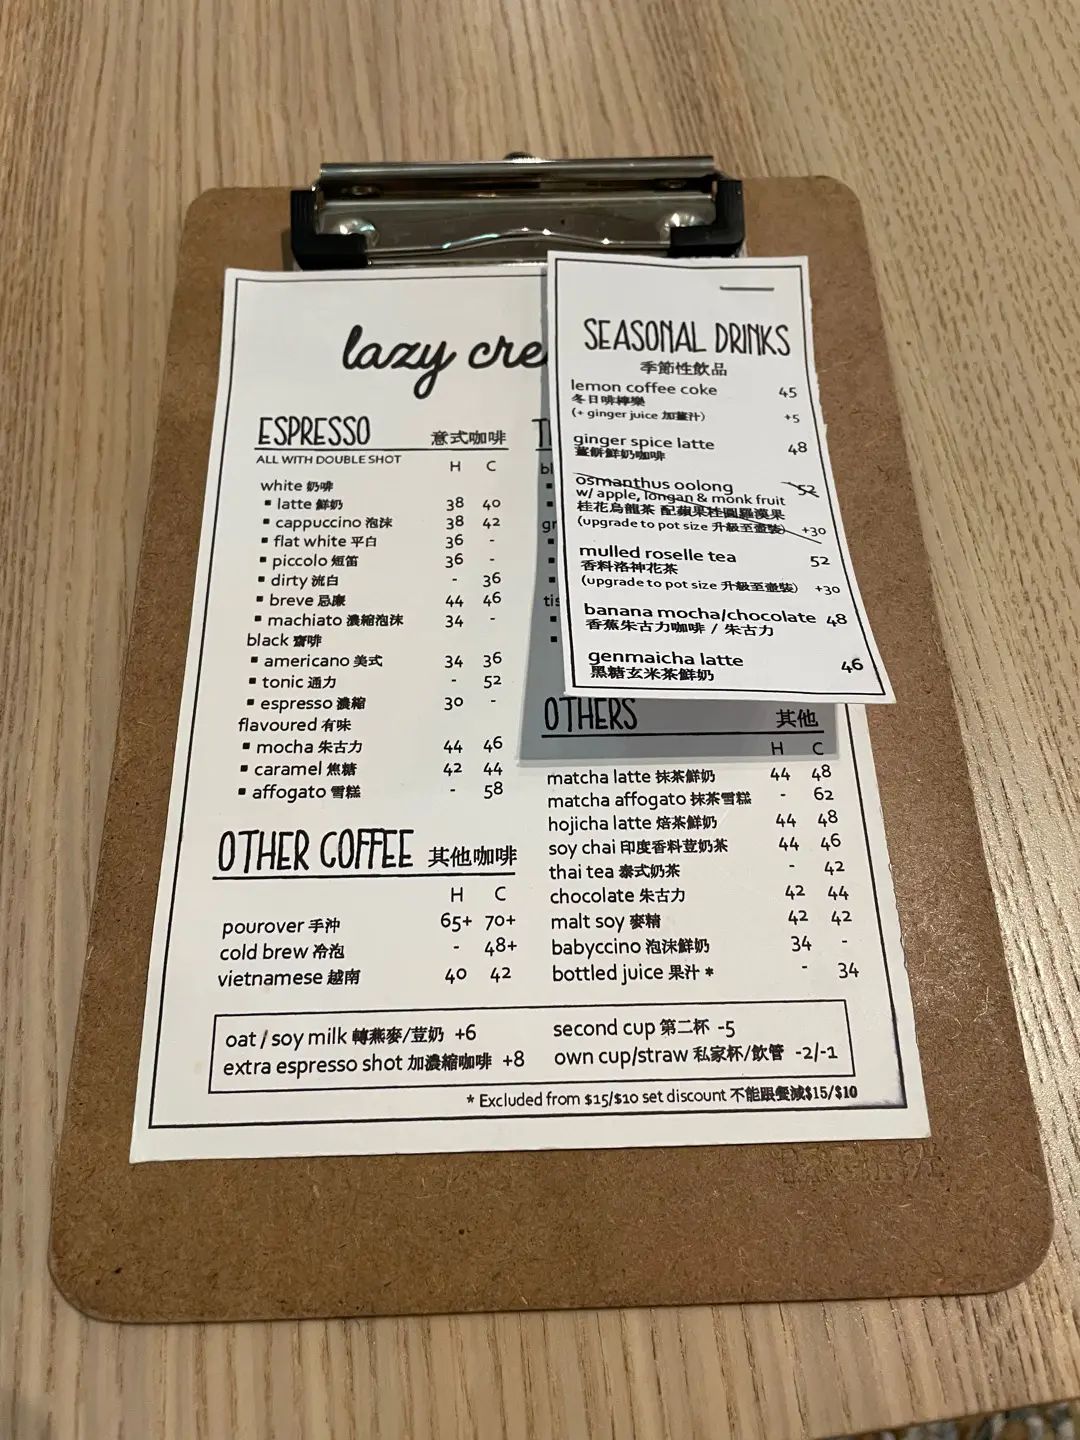 lazy cre
ESPRESSO 意式咖啡
ALL WITH DOUBLE SHOT H C
white 奶啡
▪ latte 鮮奶 38 40
▪ cappuccino 泡沫 38 42
▪ flat white 平白 36 -
▪ piccolo 短笛 36 -
▪ dirty 流白 - 36
▪ breve 忌廉 44 46
▪ machiato 濃縮泡沫 34 -
black 齋啡
▪ americano 美式 34 36
▪ tonic 通力 - 52
▪ espresso 濃縮 30 -
flavoured 有味
▪ mocha 朱古力 44 46
▪ caramel 焦糖 42 44
▪ affogato 雪糕 - 58
OTHER COFFEE 其他咖啡
H C
pourover 手沖 65+ 70+
cold brew 冷泡 - 48+
vietnamese 越南 40 42
T
bl
gr
tis
SEASONAL DRINKS
季節性飲品
lemon coffee coke 45
冬日啡檸樂
(+ ginger juice 加薑汁) +5
ginger spice latte 48
薑餅鮮奶咖啡
osmanthus oolong 52
w/ apple, longan & monk fruit
桂花烏龍茶 配蘋果桂圓羅漢果
(upgrade to pot size 升級至壺裝) +30
mulled roselle tea 52
香料洛神花茶
(upgrade to pot size 升級至壺裝) +30
banana mocha/chocolate 48
香蕉朱古力咖啡 / 朱古力
genmaicha latte 46
黑糖玄米茶鮮奶
OTHERS 其他
H C
matcha latte 抹茶鮮奶 44 48
matcha affogato 抹茶雪糕 - 62
hojicha latte 焙茶鮮奶 44 48
soy chai 印度香料荳奶茶 44 46
thai tea 泰式奶茶 - 42
chocolate 朱古力 42 44
malt soy 麥精 42 42
babyccino 泡沫鮮奶 34 -
bottled juice 果汁 * - 34
oat / soy milk 轉燕麥/荳奶 +6
extra espresso shot 加濃縮咖啡 +8
second cup 第二杯 -5
own cup/straw 私家杯/飲管 -2/-1
* Excluded from $15/$10 set discount 不能跟餐減$15/$10